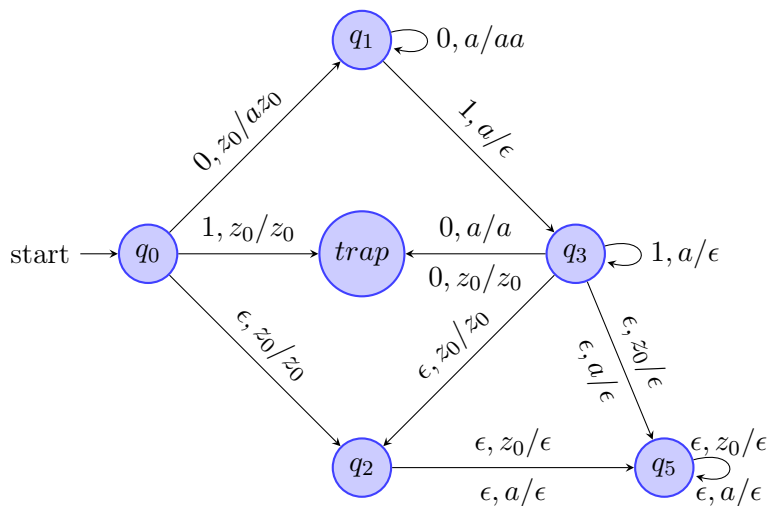 q₁
0, a/aa
0, z₀/az₀
1, a/ϵ
start
q₀
1, z₀/z₀
trap
0, a/a
0, z₀/z₀
q₃
1, a/ϵ
ϵ, z₀/z₀
ϵ, z₀/z₀
ϵ, z₀/ϵ
ϵ, a/ϵ
q₂
ϵ, z₀/ϵ
ϵ, a/ϵ
q₅
ϵ, z₀/ϵ
ϵ, a/ϵ